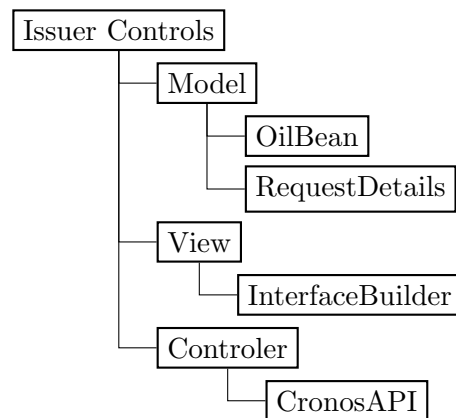 Issuer Controls
Model
OilBean
RequestDetails
View
InterfaceBuilder
Controler
CronosAPI